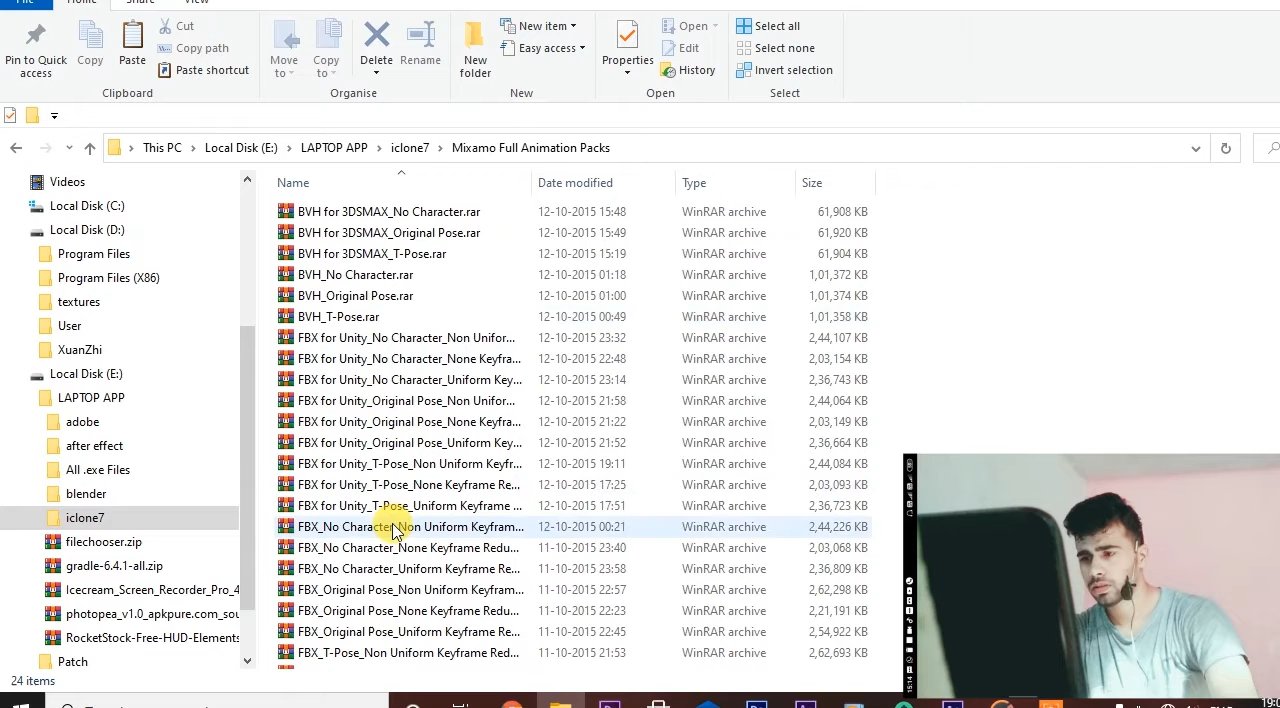 File Home Share View
Pin to Quick access
Copy
Paste
Cut
Copy path
Paste shortcut
Clipboard
Move to
Copy to
Delete
Rename
Organise
New folder
New item
Easy access
New
Properties
Open
Edit
History
Open
Select all
Select none
Invert selection
Select
This PC > Local Disk (E:) > LAPTOP APP > iclone7 > Mixamo Full Animation Packs
Name Date modified Type Size
Videos
Local Disk (C:)
Local Disk (D:)
Program Files
Program Files (X86)
textures
User
XuanZhi
Local Disk (E:)
LAPTOP APP
adobe
after effect
All .exe Files
blender
iclone7
filechooser.zip
gradle-6.4.1-all.zip
Icecream_Screen_Recorder_Pro_4
photopea_v1.0_apkpure.com_sou
RocketStock-Free-HUD-Elements
Patch
BVH for 3DSMAX_No Character.rar 12-10-2015 15:48 WinRAR archive 61,908 KB
BVH for 3DSMAX_Original Pose.rar 12-10-2015 15:49 WinRAR archive 61,920 KB
BVH for 3DSMAX_T-Pose.rar 12-10-2015 15:19 WinRAR archive 61,904 KB
BVH_No Character.rar 12-10-2015 01:18 WinRAR archive 1,01,372 KB
BVH_Original Pose.rar 12-10-2015 01:00 WinRAR archive 1,01,374 KB
BVH_T-Pose.rar 12-10-2015 00:49 WinRAR archive 1,01,358 KB
FBX for Unity_No Character_Non Unifor... 12-10-2015 23:32 WinRAR archive 2,44,107 KB
FBX for Unity_No Character_None Keyfra... 12-10-2015 22:48 WinRAR archive 2,03,154 KB
FBX for Unity_No Character_Uniform Key... 12-10-2015 23:14 WinRAR archive 2,36,743 KB
FBX for Unity_Original Pose_Non Unifor... 12-10-2015 21:58 WinRAR archive 2,44,064 KB
FBX for Unity_Original Pose_None Keyfra... 12-10-2015 21:22 WinRAR archive 2,03,149 KB
FBX for Unity_Original Pose_Uniform Key... 12-10-2015 21:52 WinRAR archive 2,36,664 KB
FBX for Unity_T-Pose_Non Uniform Keyfr... 12-10-2015 19:11 WinRAR archive 2,44,084 KB
FBX for Unity_T-Pose_None Keyframe Re... 12-10-2015 17:25 WinRAR archive 2,03,093 KB
FBX for Unity_T-Pose_Uniform Keyframe ... 12-10-2015 17:51 WinRAR archive 2,36,723 KB
FBX_No Character_Non Uniform Keyfram... 12-10-2015 00:21 WinRAR archive 2,44,226 KB
FBX_No Character_None Keyframe Redu... 11-10-2015 23:40 WinRAR archive 2,03,068 KB
FBX_No Character_Uniform Keyframe Re... 11-10-2015 23:58 WinRAR archive 2,36,809 KB
FBX_Original Pose_Non Uniform Keyfram... 11-10-2015 22:57 WinRAR archive 2,62,298 KB
FBX_Original Pose_None Keyframe Redu... 11-10-2015 22:23 WinRAR archive 2,21,191 KB
FBX_Original Pose_Uniform Keyframe Re... 11-10-2015 22:45 WinRAR archive 2,54,922 KB
FBX_T-Pose_Non Uniform Keyframe Red... 11-10-2015 21:53 WinRAR archive 2,62,693 KB
24 items
15:14